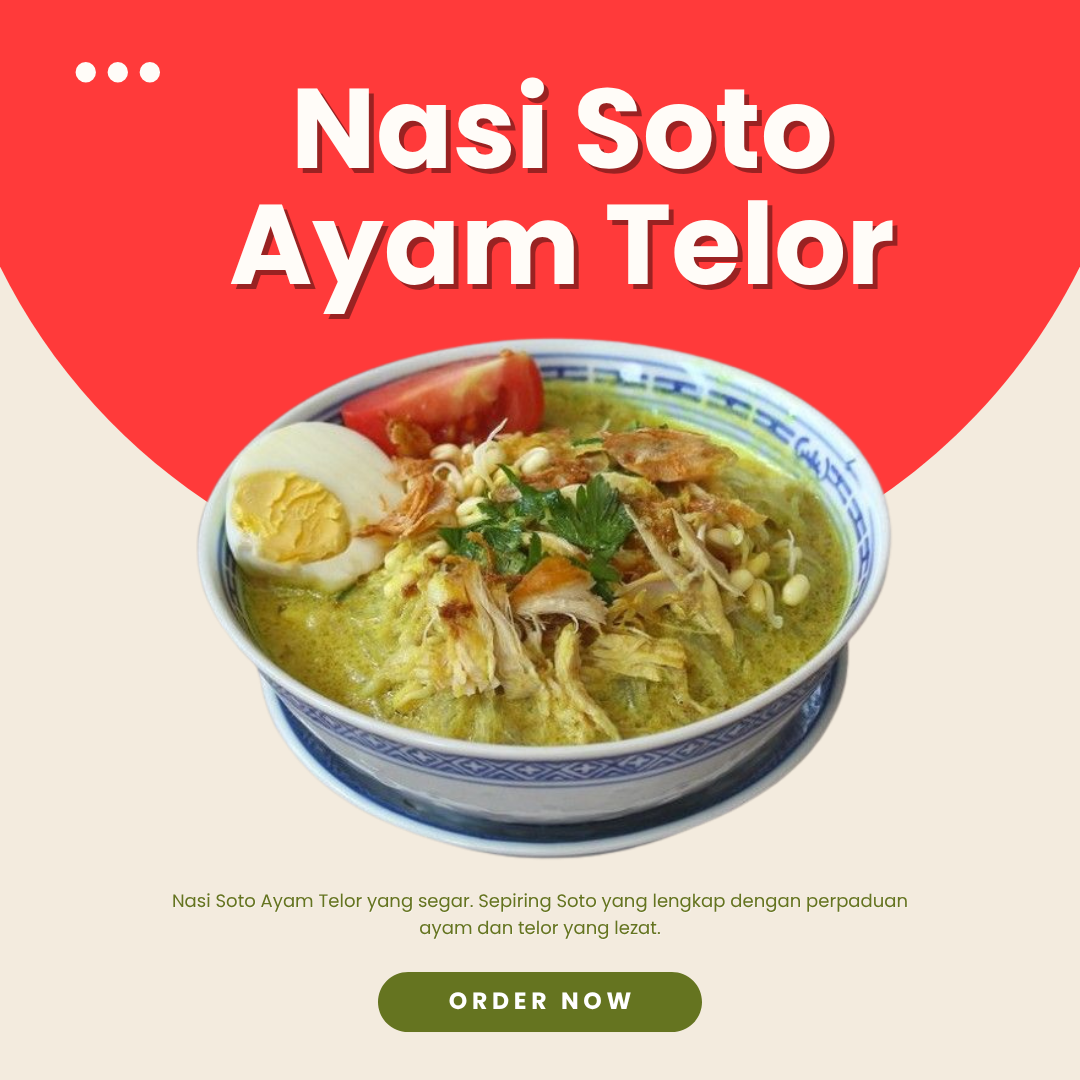 Nasi Soto
Ayam Telor
Nasi Soto Ayam Telor yang segar. Sepiring Soto yang lengkap dengan perpaduan
ayam dan telor yang lezat.
ORDER NOW